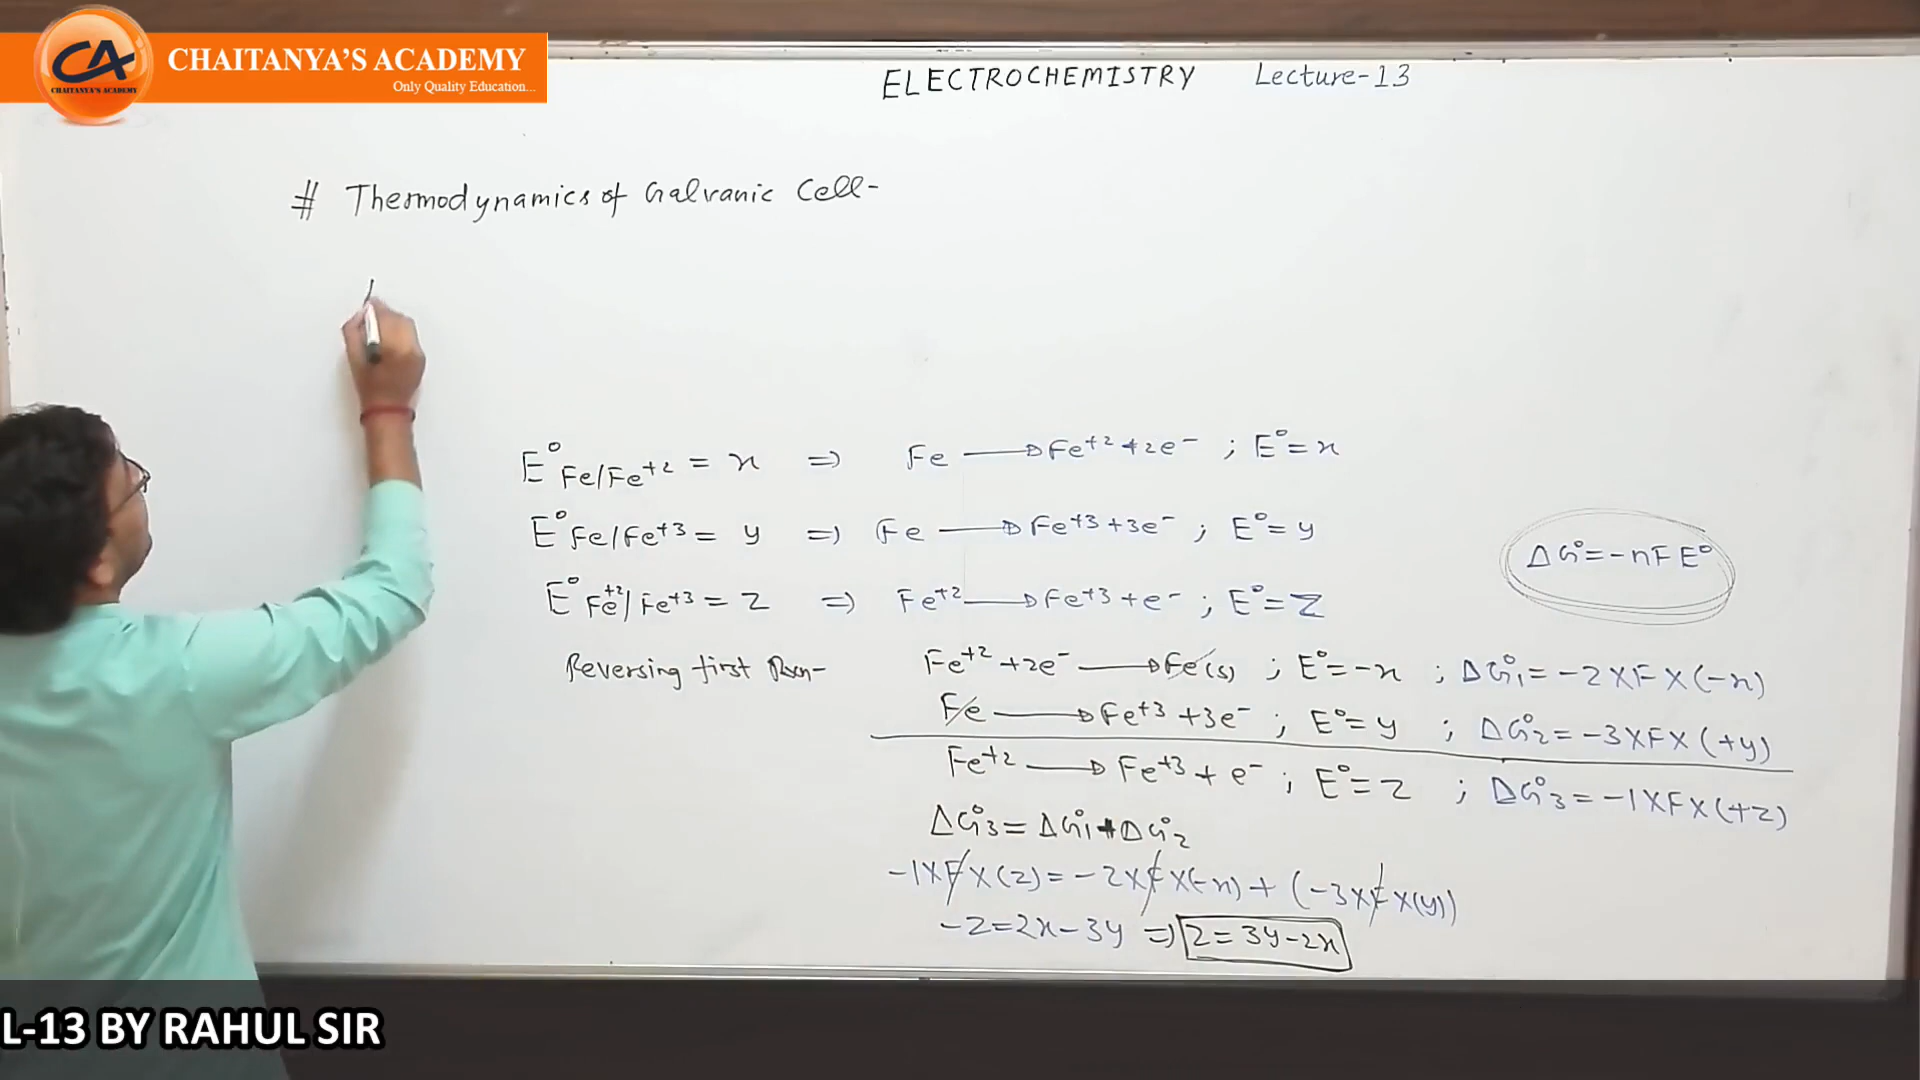 CA
CHAITANYA'S ACADEMY
CHAITANYA'S ACADEMY
Only Quality Education...
ELECTROCHEMISTRY Lecture-13
# Thermodynamics of Galvanic Cell-
E° Fe/Fe⁺² = x ⇒ Fe ⟶ Fe⁺² + 2e⁻ ; E° = x
E° Fe/Fe⁺³ = y ⇒ Fe ⟶ Fe⁺³ + 3e⁻ ; E° = y
E° Fe⁺²/Fe⁺³ = z ⇒ Fe⁺² ⟶ Fe⁺³ + e⁻ ; E° = z
ΔG° = -nFE°
Reversing first Rxn- Fe⁺² + 2e⁻ ⟶ Fe(s) ; E° = -x ; ΔG°₁ = -2×F×(-x)
Fe ⟶ Fe⁺³ + 3e⁻ ; E° = y ; ΔG°₂ = -3×F×(+y)
Fe⁺² ⟶ Fe⁺³ + e⁻ ; E° = z ; ΔG°₃ = -1×F×(+z)
ΔG°₃ = ΔG°₁ + ΔG°₂
-1×F×(z) = -2×F×(-x) + (-3×F×(y))
-z = 2x - 3y ⇒ z = 3y - 2x
L-13 BY RAHUL SIR